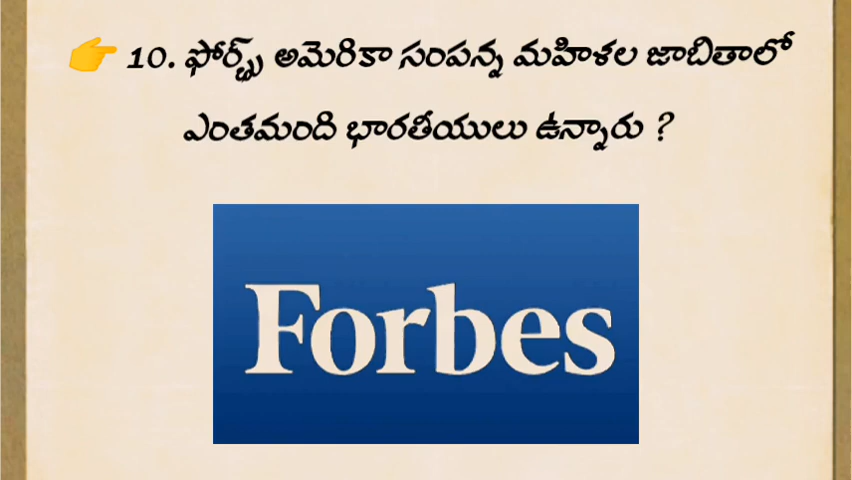 👉 10. ఫోర్బ్స్ అమెరికా సంపన్న మహిళల జాబితాలో
ఎంతమంది భారతీయులు ఉన్నారు ?
Forbes